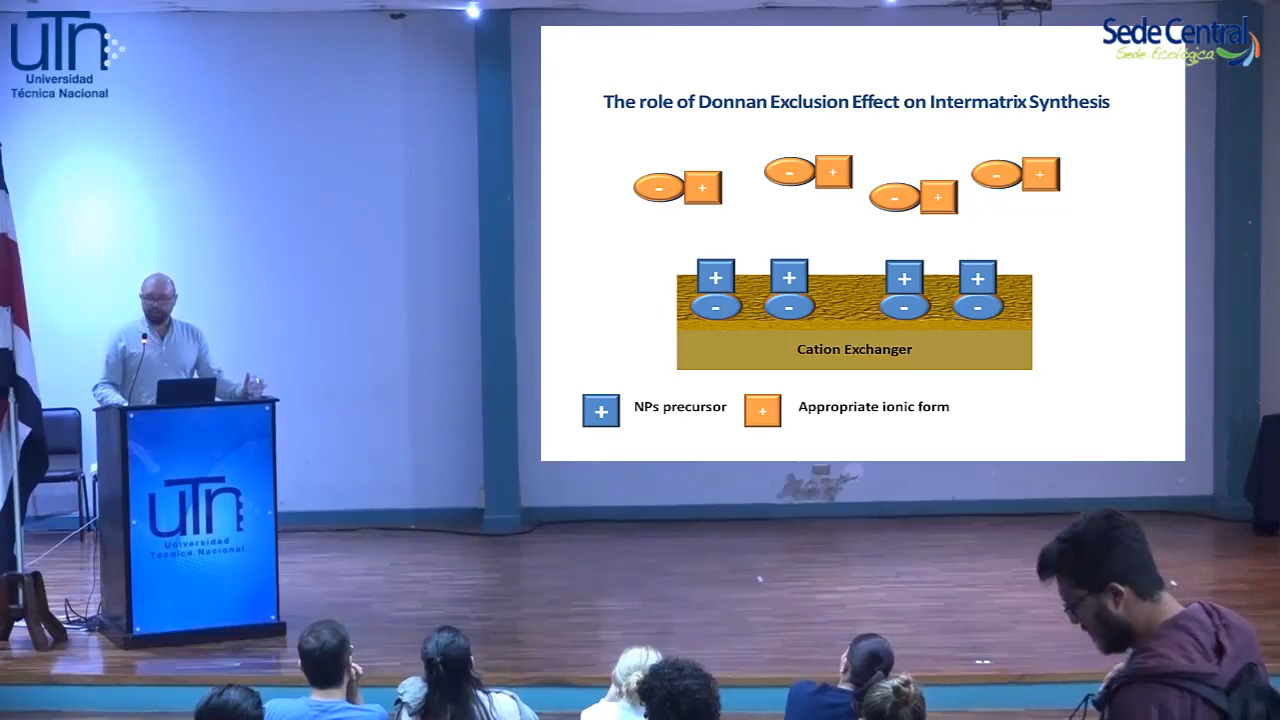 uTn
Universidad
Técnica Nacional
Sede Central
Sede Ecológica
The role of Donnan Exclusion Effect on Intermatrix Synthesis
- +
- +
- +
- +
+ + + +
- - - -
Cation Exchanger
+ NPs precursor + Appropriate ionic form
uTn
Universidad
Técnica Nacional